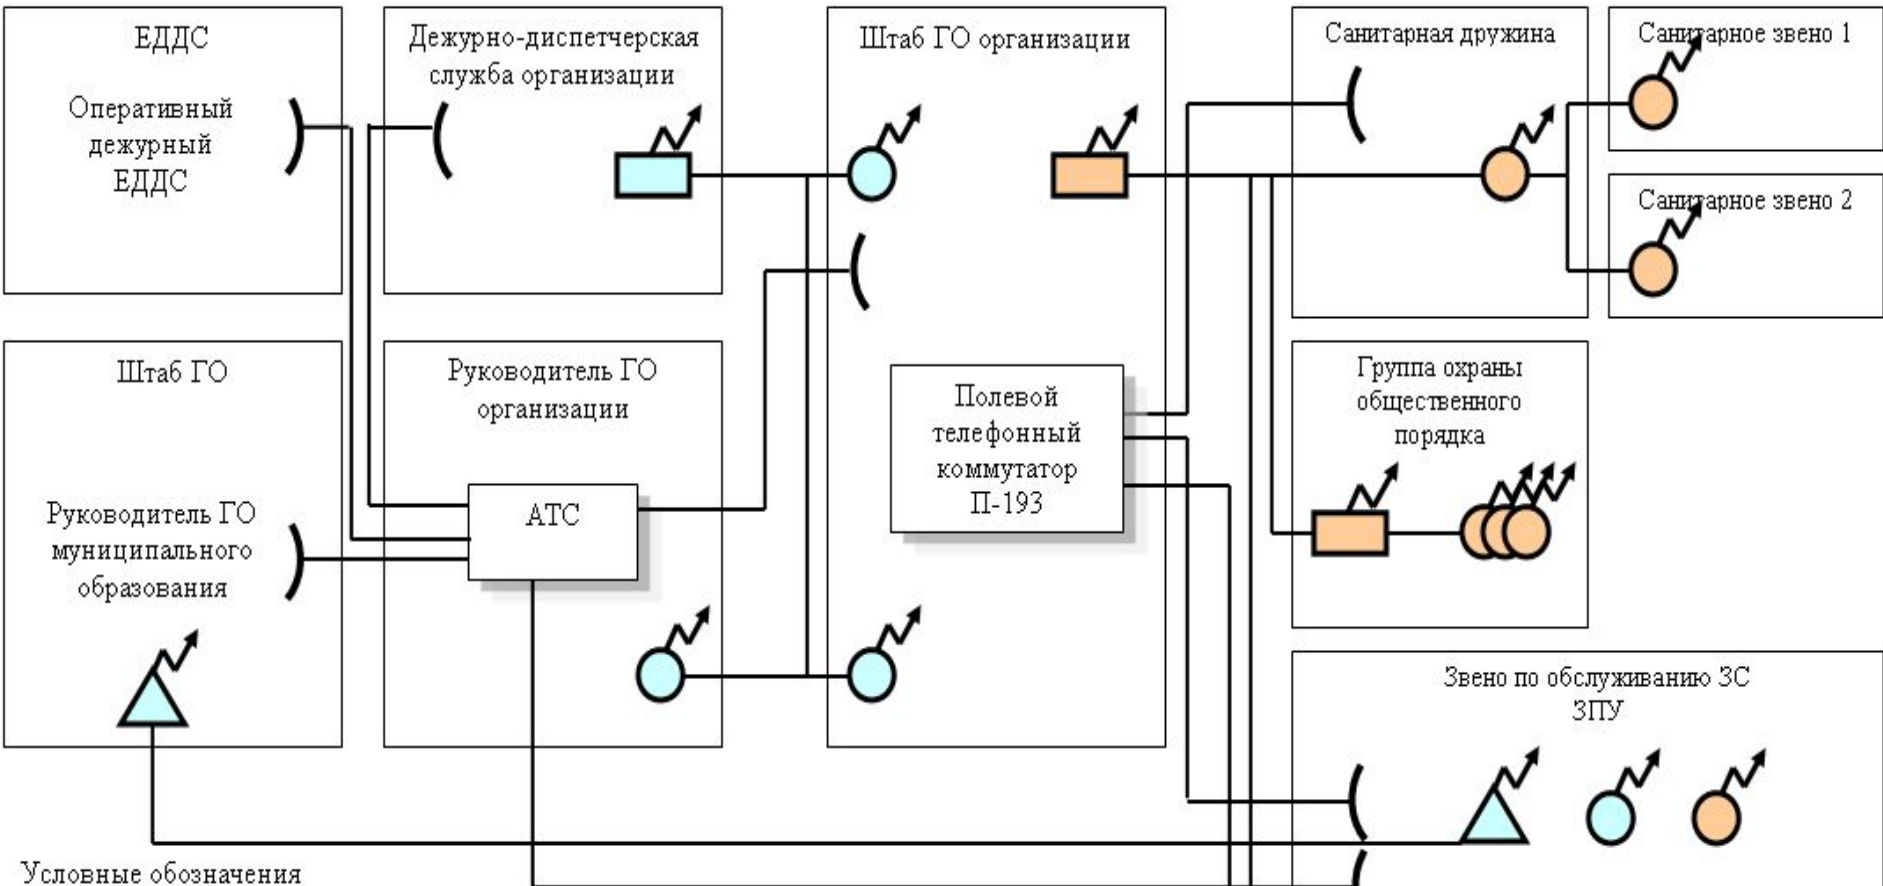 ЕДДС
Оперативный
дежурный
ЕДДС
Дежурно-диспетчерская
служба организации
Штаб ГО организации
Санитарная дружина
Санитарное звено 1
Санитарное звено 2
Штаб ГО
Руководитель ГО
муниципального
образования
Руководитель ГО
организации
АТС
Полевой
телефонный
коммутатор
П-193
Группа охраны
общественного
порядка
Звено по обслуживанию ЗС
ЗПУ
Условные обозначения